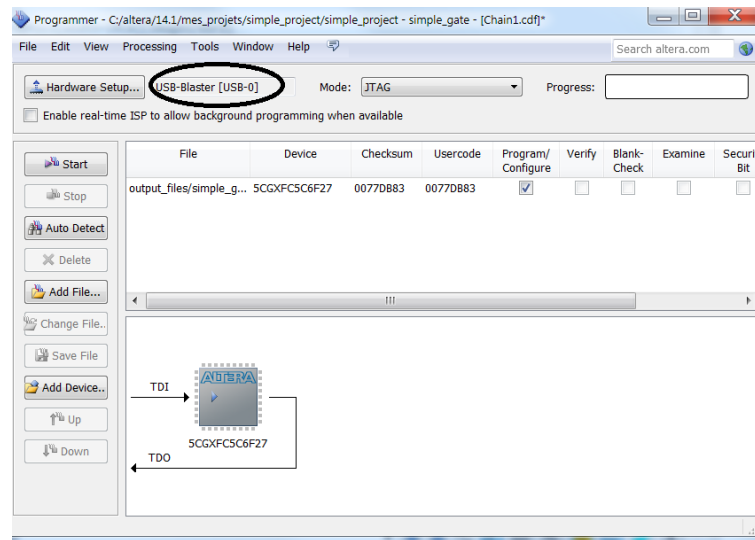 Programmer - C:/altera/14.1/mes_projets/simple_project/simple_project - simple_gate - [Chain1.cdf]*
File Edit View Processing Tools Window Help
Search altera.com
Hardware Setup... USB-Blaster [USB-0] Mode: JTAG Progress:
Enable real-time ISP to allow background programming when available
Start
Stop
Auto Detect
Delete
Add File...
Change File..
Save File
Add Device..
Up
Down
File Device Checksum Usercode Program/ Verify Blank- Examine Securi
Configure Check Bit
output_files/simple_g... 5CGXFC5C6F27 0077DB83 0077DB83
TDI
ALTERA
5CGXFC5C6F27
TDO